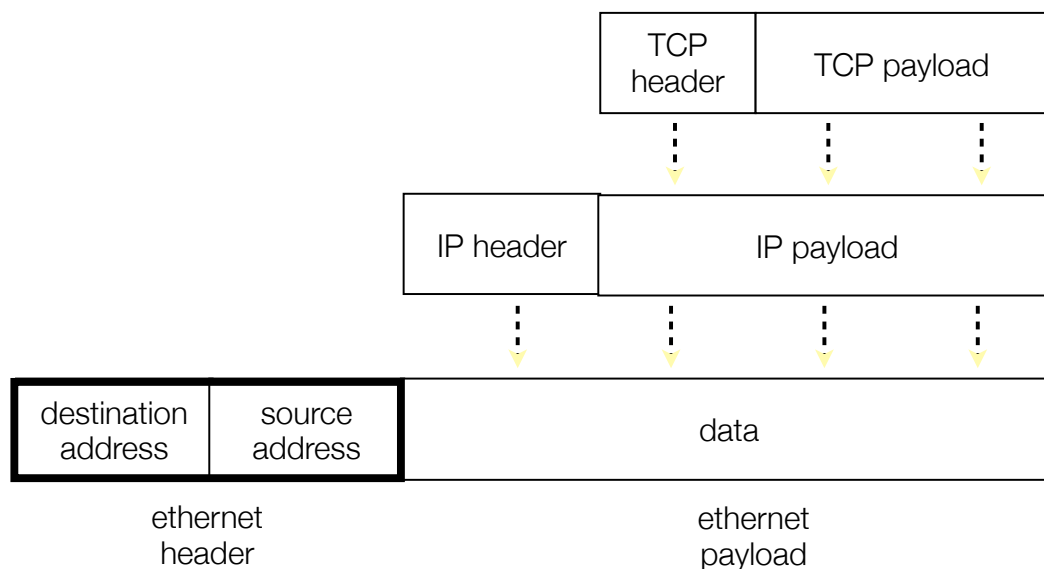 TCP
header
TCP payload
IP header
IP payload
destination
address
source
address
data
ethernet
header
ethernet
payload